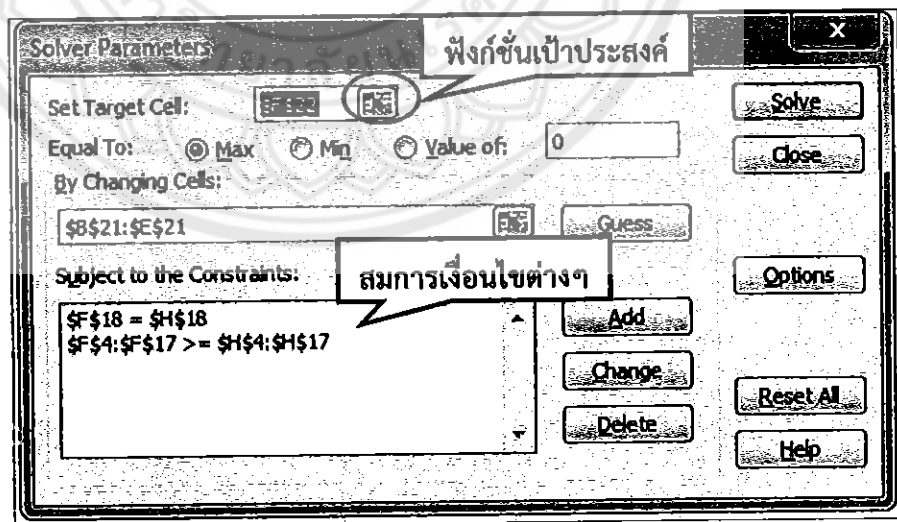 Solver Parameters
ฟังก์ชั่นเป้าประสงค์
X
Set Target Cell:
Solve
Equal To: Max Min Value of: 0
Close
By Changing Cells:
$B$21:$E$21
Guess
Subject to the Constraints:
สมการเงื่อนไขต่างๆ
Options
$F$18 = $H$18
$F$4:$F$17 >= $H$4:$H$17
Add
Change
Delete
Reset All
Help